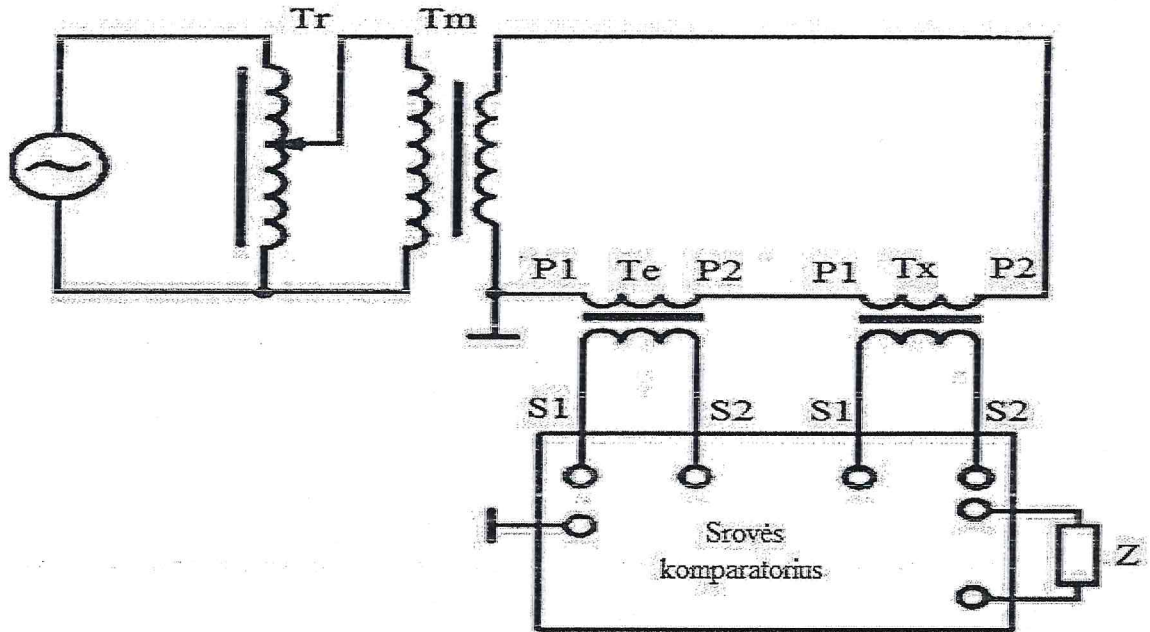 Tr Tm
P1 Te P2 P1 Tx P2
S1 S2 S1 S2
Srovės
komparatorius
Z